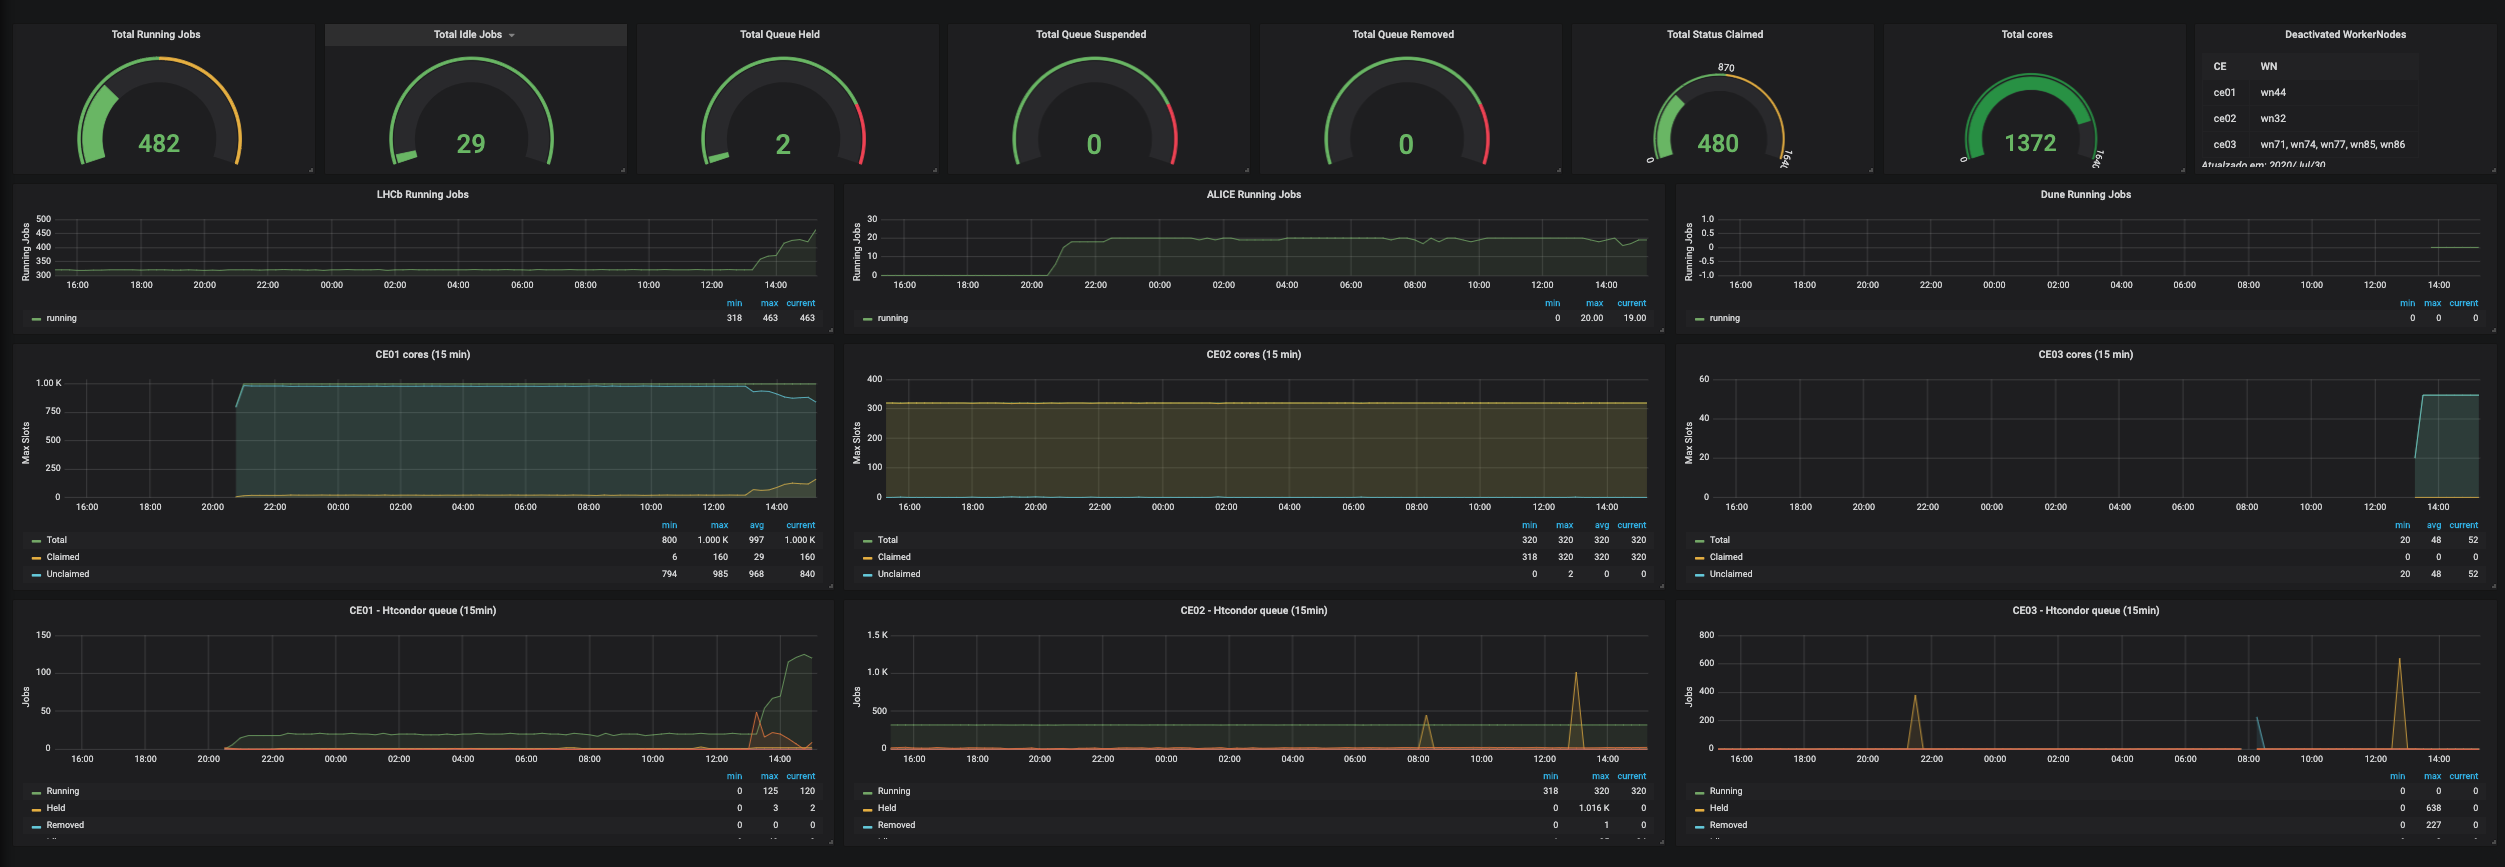 Total Running Jobs
482
Total Idle Jobs
29
Total Queue Held
2
Total Queue Suspended
0
Total Queue Removed
0
Total Status Claimed
0
870
1640
480
Total cores
0
1640
1372
Deactivated WorkerNodes
CE WN
ce01 wn44
ce02 wn32
ce03 wn71, wn74, wn77, wn85, wn86
Atualzado em: 2020/Jul/30
LHCb Running Jobs
Running Jobs
500
450
400
350
300
16:00 18:00 20:00 22:00 00:00 02:00 04:00 06:00 08:00 10:00 12:00 14:00
min max current
running 318 463 463
ALICE Running Jobs
Running Jobs
30
20
10
0
16:00 18:00 20:00 22:00 00:00 02:00 04:00 06:00 08:00 10:00 12:00 14:00
min max current
running 0 20.00 19.00
Dune Running Jobs
Running Jobs
1.0
0.5
0
-0.5
-1.0
16:00 18:00 20:00 22:00 00:00 02:00 04:00 06:00 08:00 10:00 12:00 14:00
min max current
running 0 0 0
CE01 cores (15 min)
Max Slots
1.00 K
750
500
250
0
16:00 18:00 20:00 22:00 00:00 02:00 04:00 06:00 08:00 10:00 12:00 14:00
min max avg current
Total 800 1.000 K 997 1.000 K
Claimed 6 160 29 160
Unclaimed 794 985 968 840
CE02 cores (15 min)
Max Slots
400
300
200
100
0
16:00 18:00 20:00 22:00 00:00 02:00 04:00 06:00 08:00 10:00 12:00 14:00
min max avg current
Total 320 320 320 320
Claimed 318 320 320 320
Unclaimed 0 2 0 0
CE03 cores (15 min)
Max Slots
60
40
20
0
16:00 18:00 20:00 22:00 00:00 02:00 04:00 06:00 08:00 10:00 12:00 14:00
min avg current
Total 20 48 52
Claimed 0 0 0
Unclaimed 20 48 52
CE01 - Htcondor queue (15min)
Jobs
150
100
50
0
16:00 18:00 20:00 22:00 00:00 02:00 04:00 06:00 08:00 10:00 12:00 14:00
min max current
Running 0 125 120
Held 0 3 2
Removed 0 0 0
CE02 - Htcondor queue (15min)
Jobs
1.5 K
1.0 K
500
0
16:00 18:00 20:00 22:00 00:00 02:00 04:00 06:00 08:00 10:00 12:00 14:00
min max current
Running 318 320 320
Held 0 1.016 K 0
Removed 0 1 0
CE03 - Htcondor queue (15min)
Jobs
800
600
400
200
0
16:00 18:00 20:00 22:00 00:00 02:00 04:00 06:00 08:00 10:00 12:00 14:00
min max current
Running 0 0 0
Held 0 638 0
Removed 0 227 0